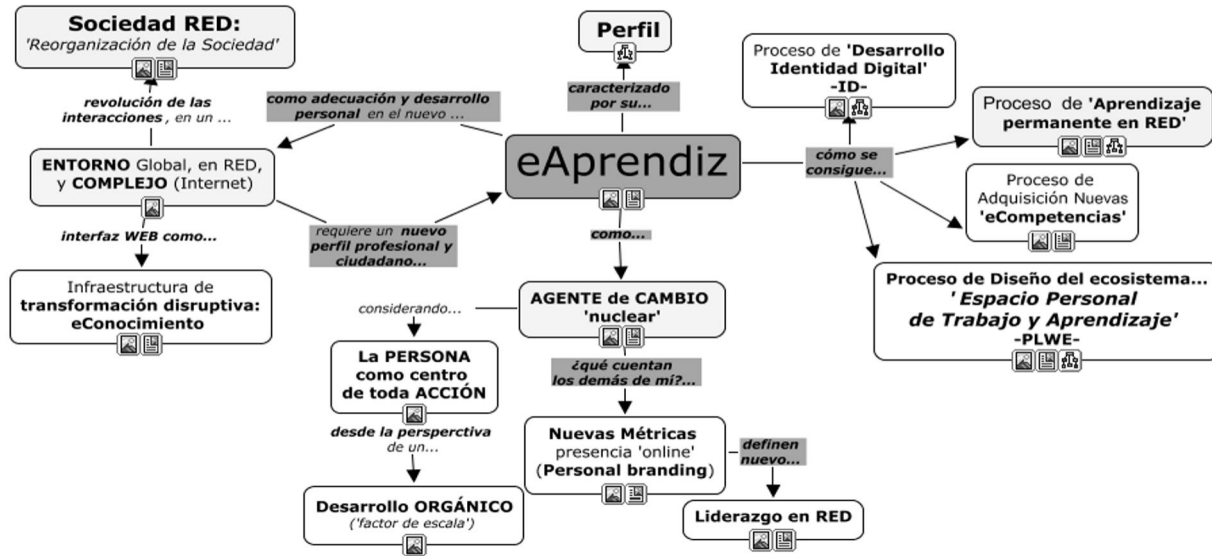 Sociedad RED:
'Reorganización de la Sociedad'
revolución de las
interacciones, en un ...
ENTORNO Global, en RED,
y COMPLEJO (Internet)
interfaz WEB como...
Infraestructura de
transformación disruptiva:
eConocimiento
como adecuación y desarrollo
personal en el nuevo ...
requiere un nuevo
perfil profesional y
ciudadano...
Perfil
caracterizado
por su...
eAprendiz
como...
AGENTE de CAMBIO
'nuclear'
considerando...
La PERSONA
como centro
de toda ACCIÓN
desde la persperctiva
de un...
Desarrollo ORGÁNICO
('factor de escala')
¿qué cuentan
los demás de mi?...
Nuevas Métricas
presencia 'online'
(Personal branding)
definen
nuevo...
Liderazgo en RED
cómo se
consigue...
Proceso de 'Desarrollo
Identidad Digital'
-ID-
Proceso de 'Aprendizaje
permanente en RED'
Proceso de
Adquisición Nuevas
'eCompetencias'
Proceso de Diseño del ecosistema...
' Espacio Personal
de Trabajo y Aprendizaje'
-PLWE-